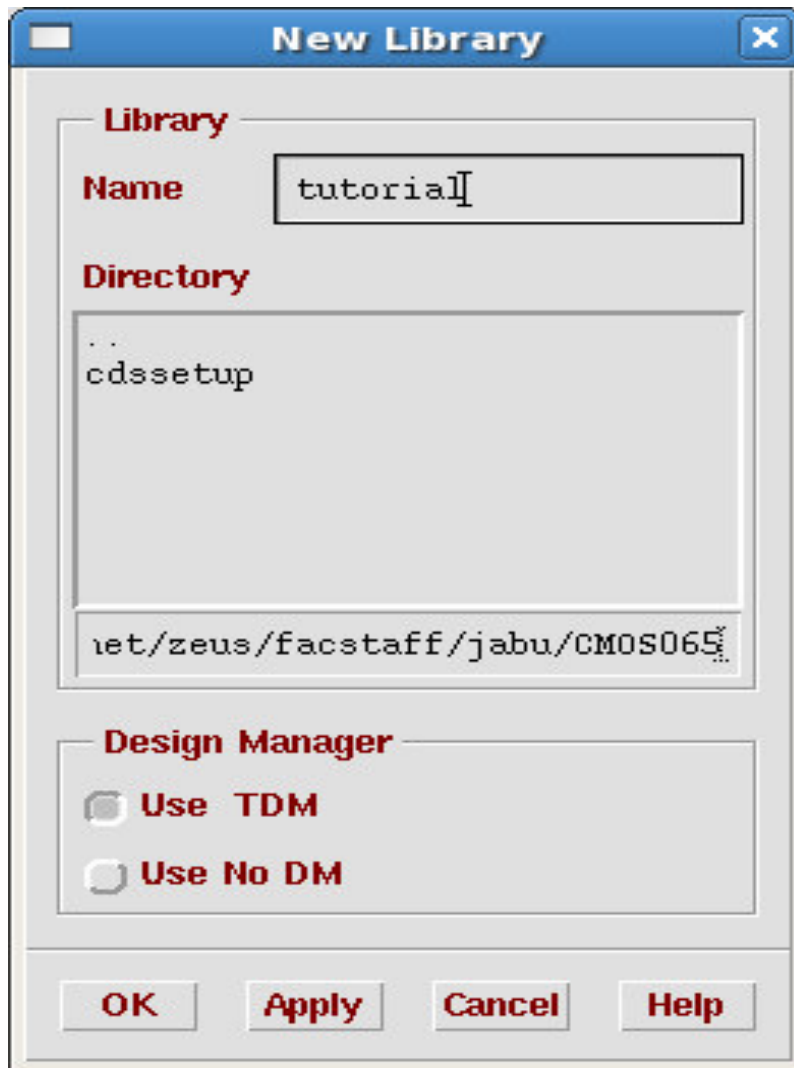 New Library
Library
Name tutorial
Directory
..
cdssetup
/zeus/facstaff/jabu/CMOS065
Design Manager
Use TDM
Use No DM
OK Apply Cancel Help